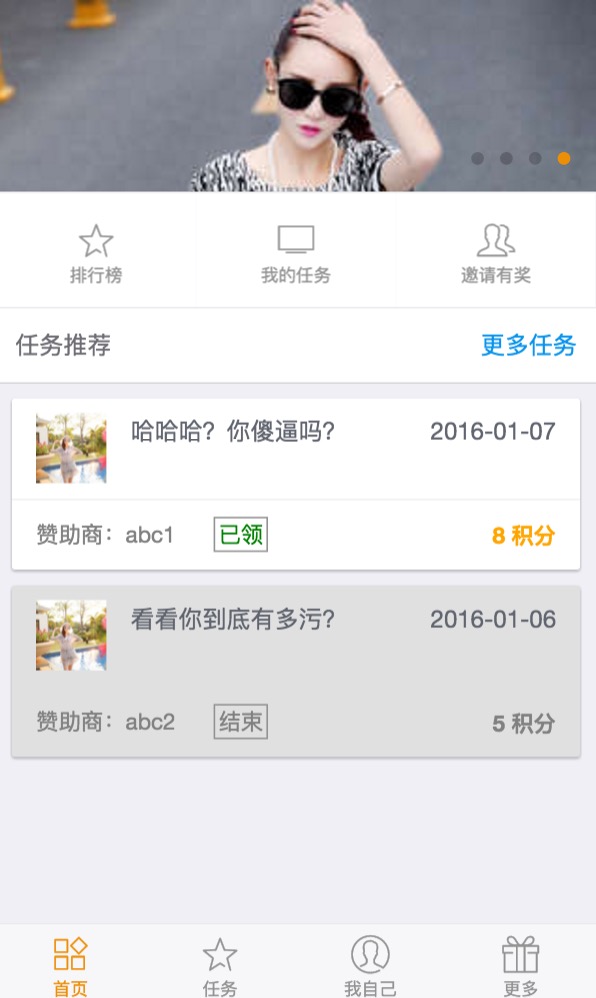 排行榜 我的任务 邀请有奖
任务推荐 更多任务
哈哈哈？你傻逼吗？ 2016-01-07
赞助商：abc1 已领 8 积分
看看你到底有多污？ 2016-01-06
赞助商：abc2 结束 5 积分
首页 任务 我自己 更多